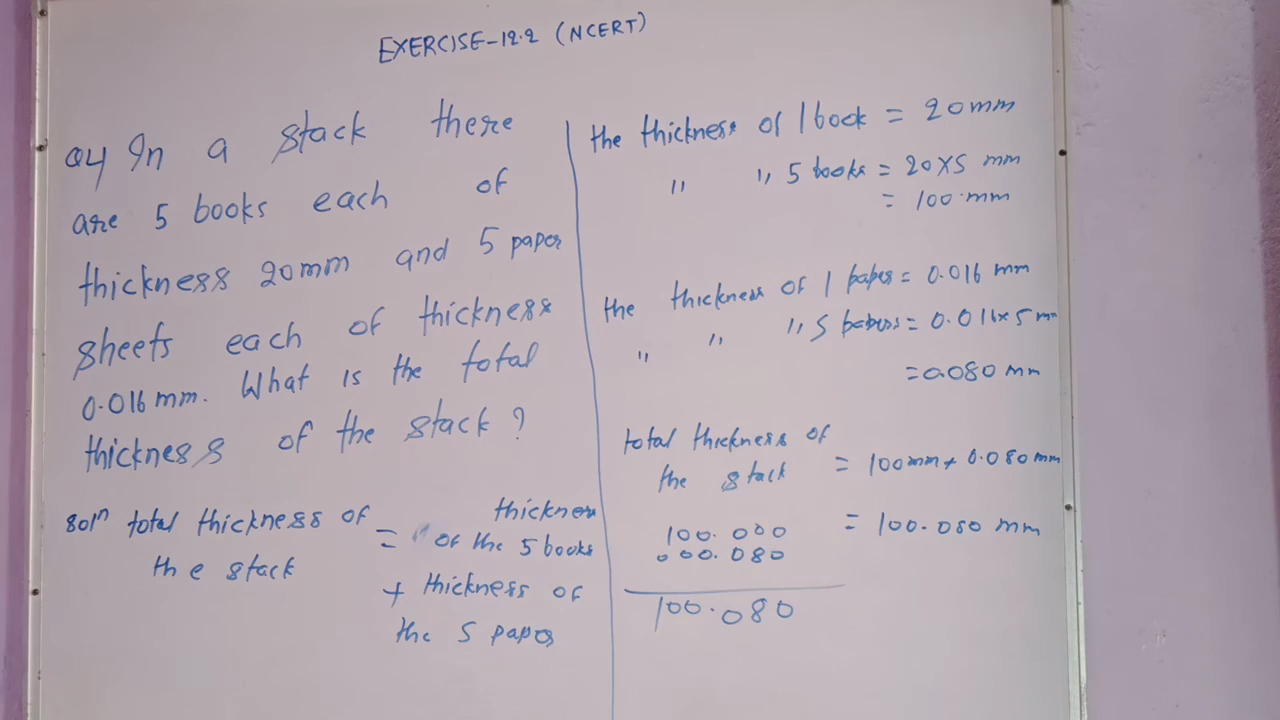 EXERCISE-12.2 (NCERT)
Q4 In a stack there
are 5 books each of
thickness 20mm and 5 paper
sheets each of thickness
0.016 mm. What is the total
thickness of the stack ?
Solⁿ total thickness of
the stack
=
thickness
of the 5 books
+ thickness of
the 5 paper
the thickness of 1 book = 20mm
" " 5 books = 20×5 mm
= 100 mm
the thickness of 1 paper = 0.016 mm
" " " 5 papers = 0.016×5 mm
= 0.080 mm
total thickness of
the stack = 100mm + 0.080 mm
= 100.080 mm
100.000
000.080
100.080